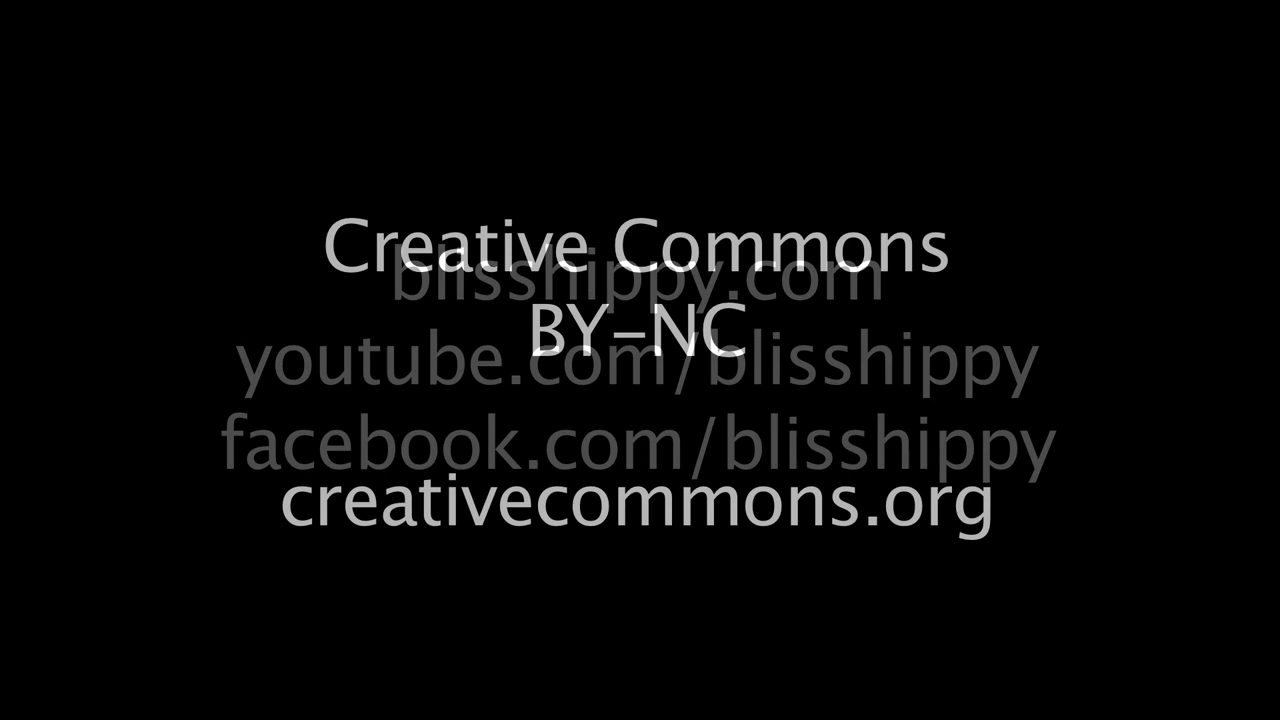 Creative Commons
blisshippy.com
BY-NC
youtube.com/blisshippy
facebook.com/blisshippy
creativecommons.org